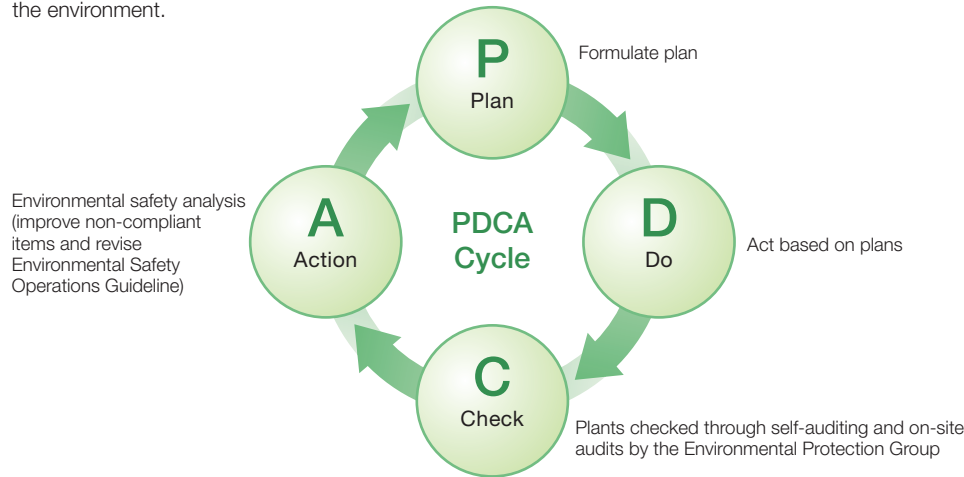 the environment.
P
Plan
Formulate plan
D
Do
Act based on plans
PDCA
Cycle
C
Check
Plants checked through self-auditing and on-site
audits by the Environmental Protection Group
A
Action
Environmental safety analysis
(improve non-compliant
items and revise
Environmental Safety
Operations Guideline)